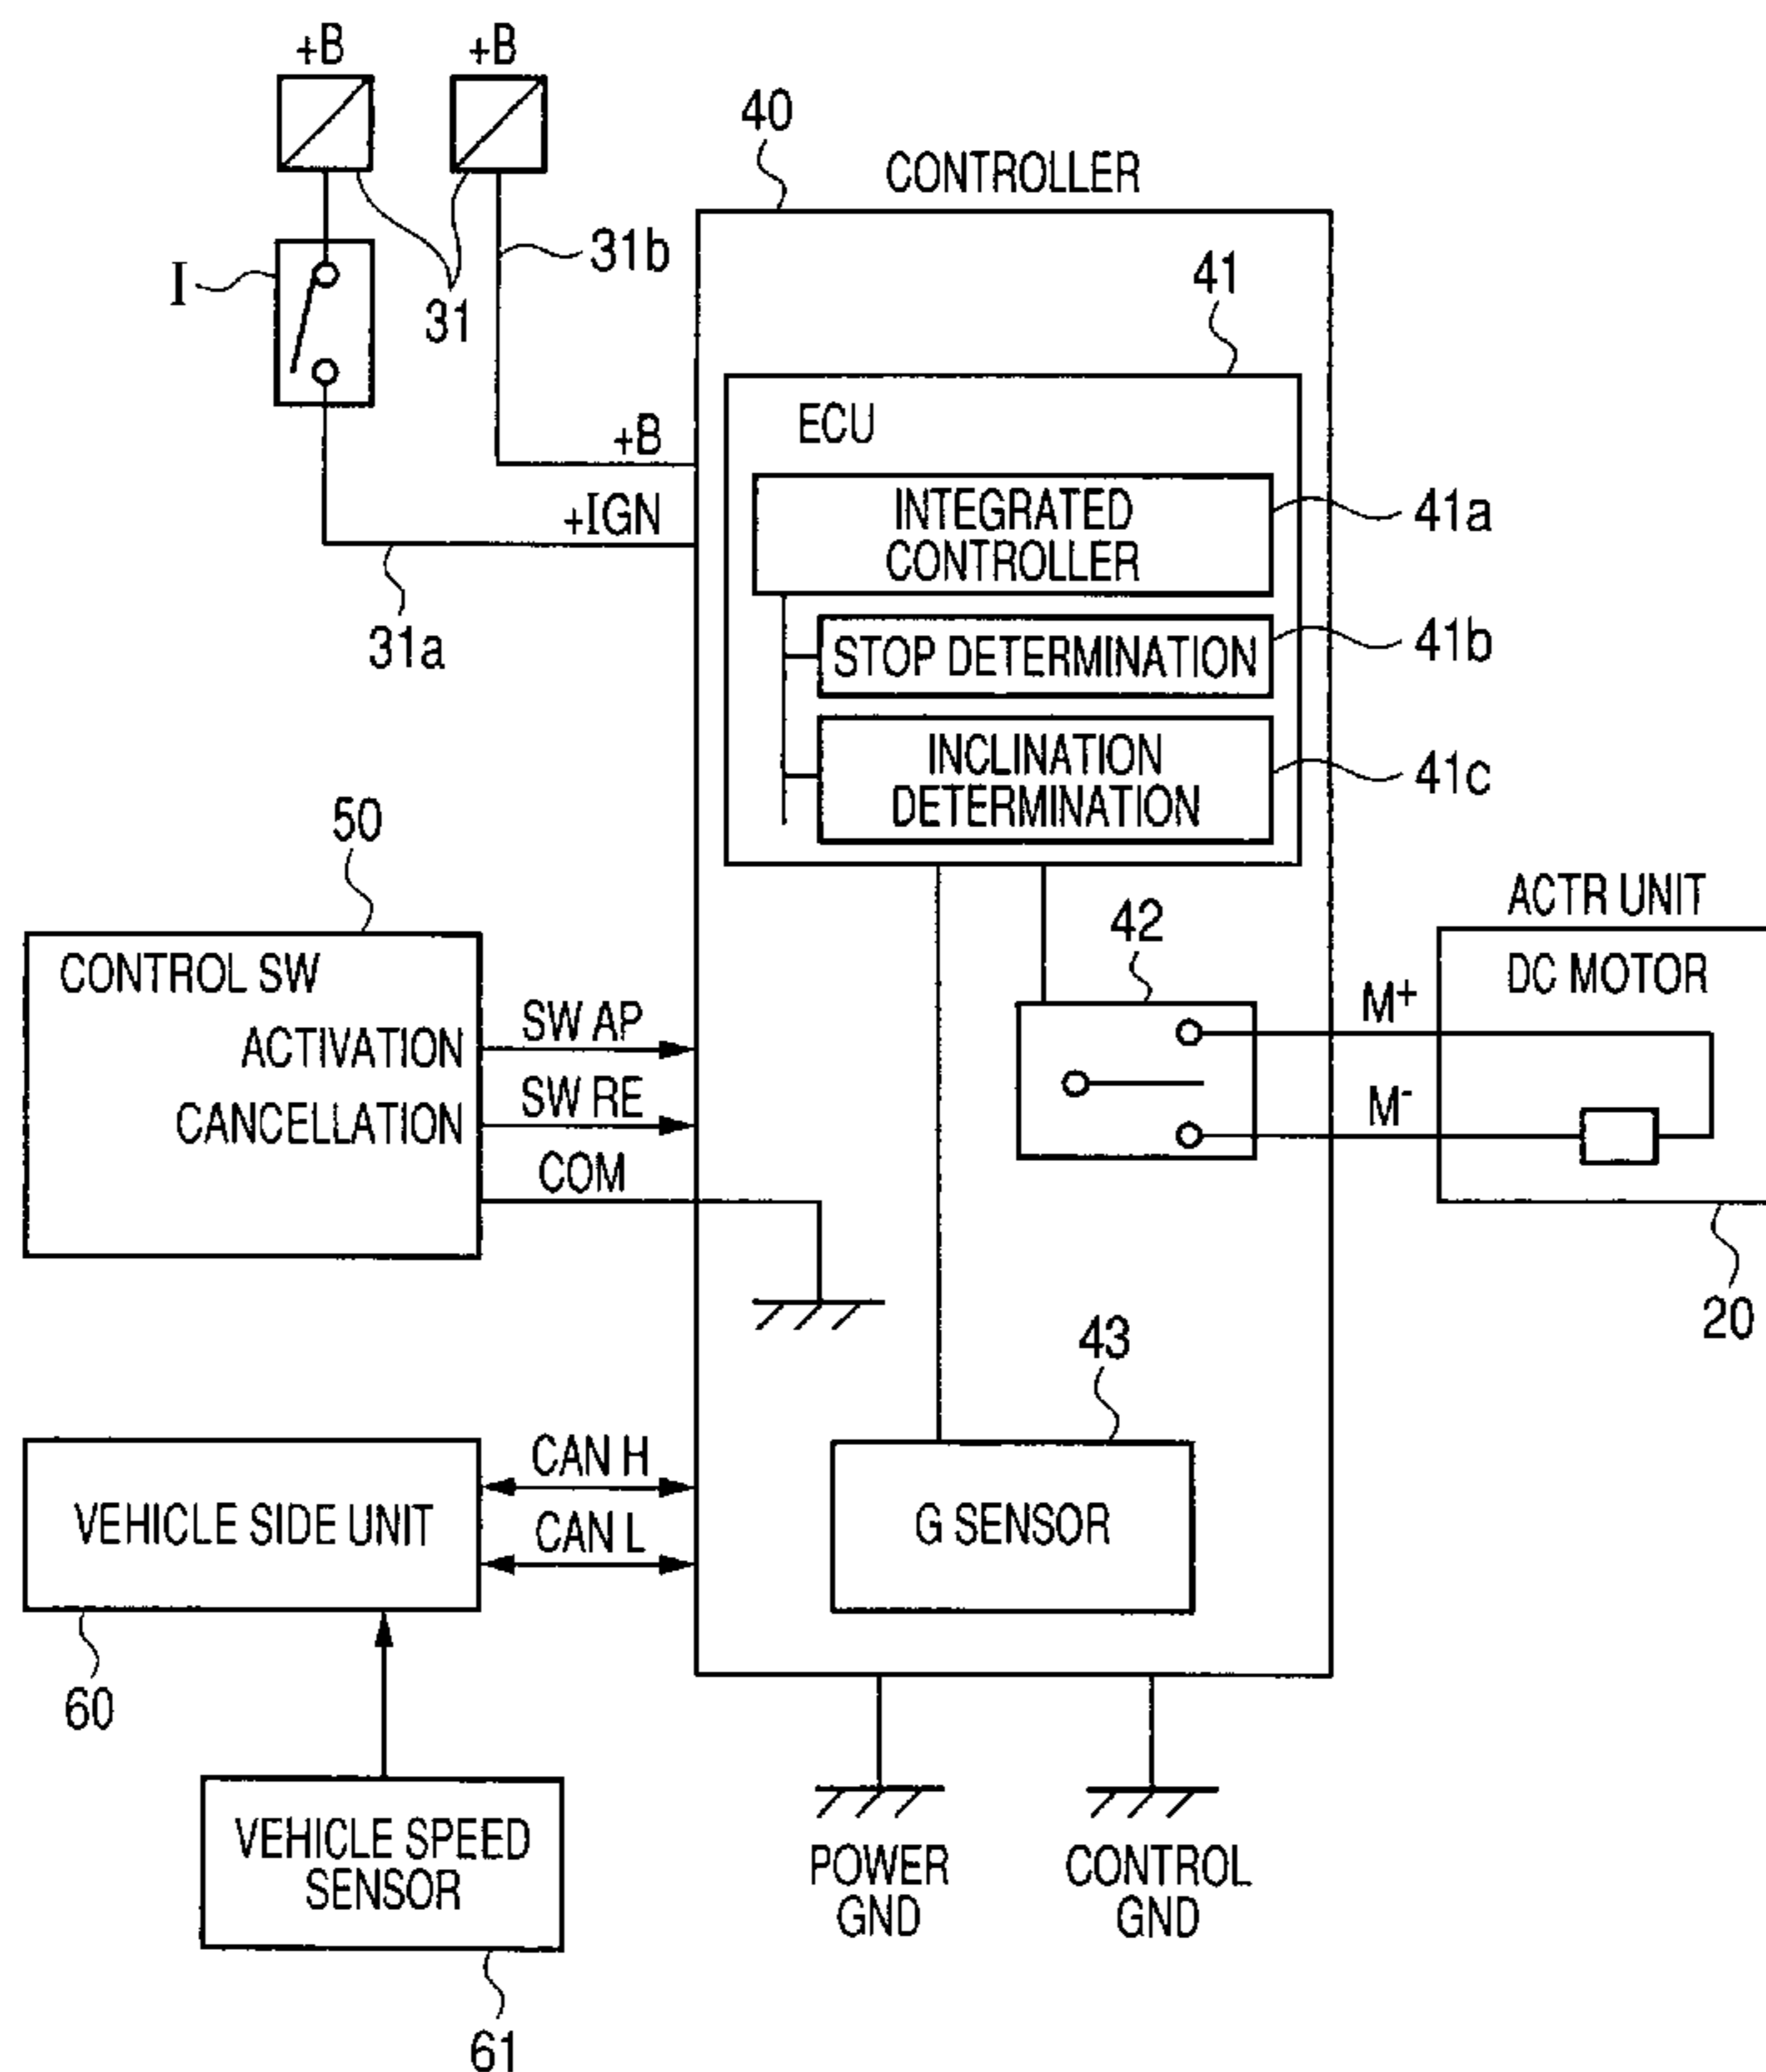 +B
+B
40
CONTROLLER
I
31
31b
41
ECU
+B
INTEGRATED
CONTROLLER
41a
+IGN
31a
STOP DETERMINATION
41b
INCLINATION
DETERMINATION
41c
50
CONTROL SW
ACTIVATION
SW AP
CANCELLATION
SW RE
COM
42
ACTR UNIT
DC MOTOR
M+
M-
20
43
G SENSOR
VEHICLE SIDE UNIT
CAN H
CAN L
60
VEHICLE SPEED
SENSOR
61
POWER
GND
CONTROL
GND